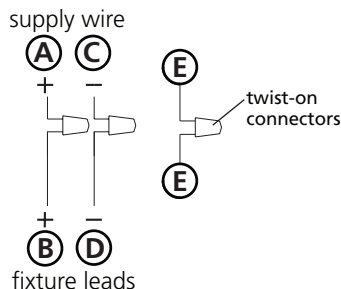 supply wire
A C
+ −
E
twist-on
connectors
E
+ −
B D
fixture leads